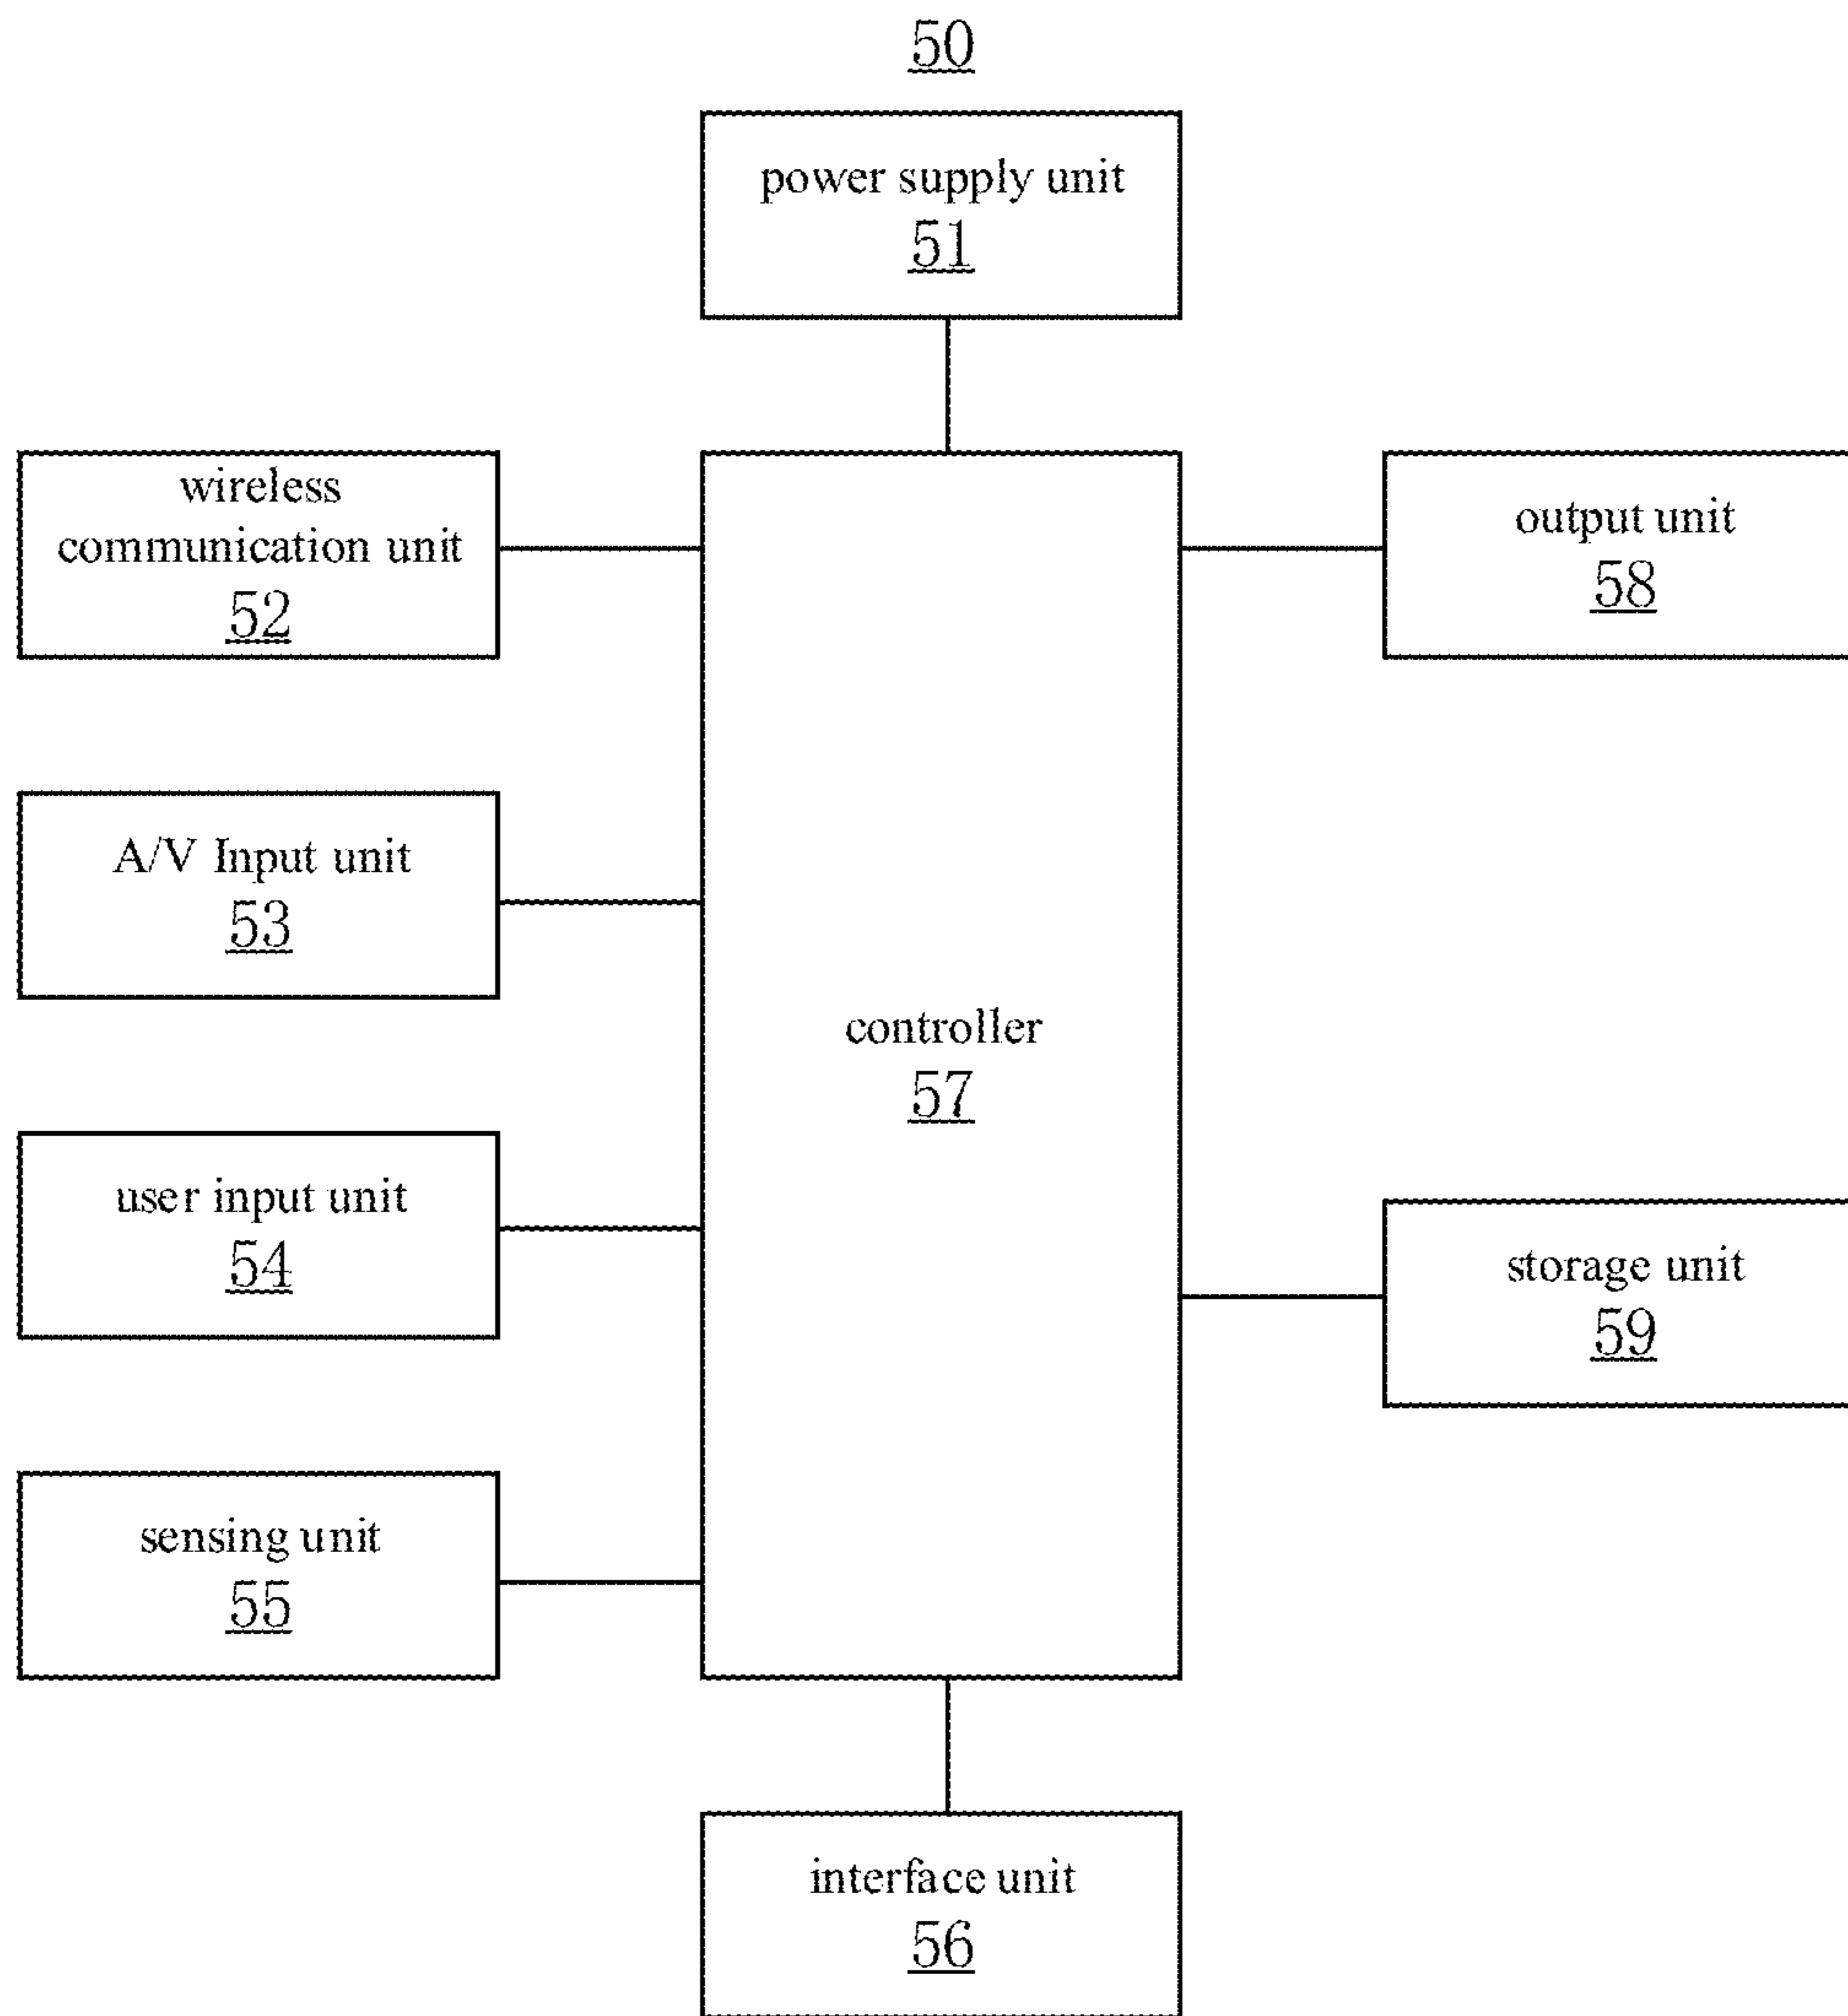 50
power supply unit
51
wireless
communication unit
52
output unit
58
A/V Input unit
53
controller
57
user input unit
54
storage unit
59
sensing unit
55
interface unit
56